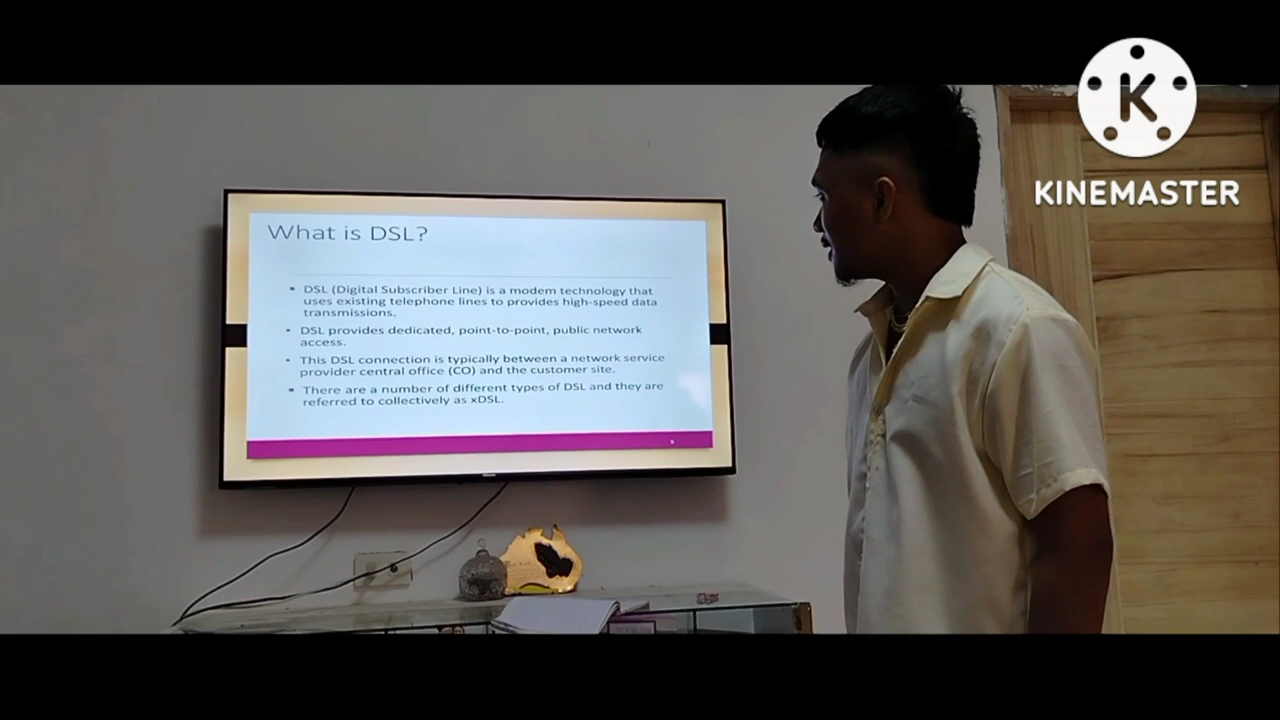 What is DSL?
▪ DSL (Digital Subscriber Line) is a modem technology that
uses existing telephone lines to provides high-speed data
transmissions.
• DSL provides dedicated, point-to-point, public network
access.
• This DSL connection is typically between a network service
provider central office (CO) and the customer site.
▪ There are a number of different types of DSL and they are
referred to collectively as xDSL.
K
KINEMASTER